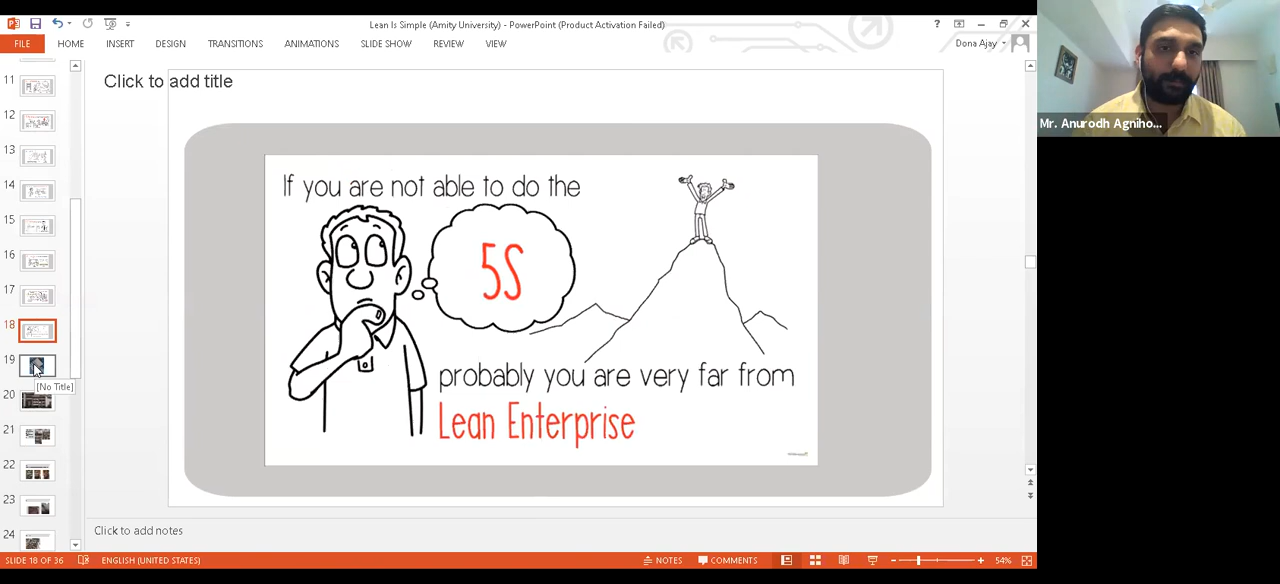 Lean Is Simple (Amity University) - PowerPoint (Product Activation Failed)
?
FILE HOME INSERT DESIGN TRANSITIONS ANIMATIONS SLIDE SHOW REVIEW VIEW
Dona Ajay
Mr. Anurodh Agniho...
Click to add title
If you are not able to do the
5S
probably you are very far from
Lean Enterprise
11
12
13
14
15
16
17
18
19
[No Title]
20
21
22
23
24
Click to add notes
SLIDE 18 OF 36 ENGLISH (UNITED STATES) NOTES COMMENTS 54%